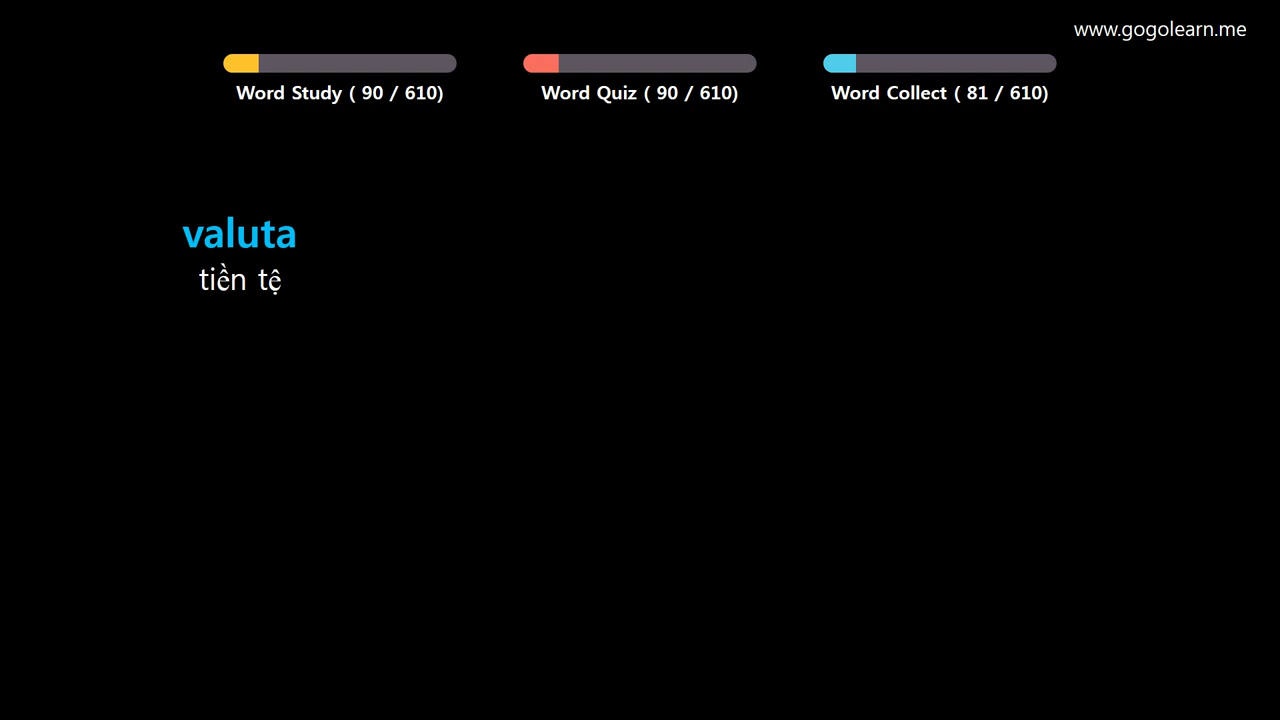 www.gogolearn.me
Word Study ( 90 / 610)
Word Quiz ( 90 / 610)
Word Collect ( 81 / 610)
valuta
tiền tệ